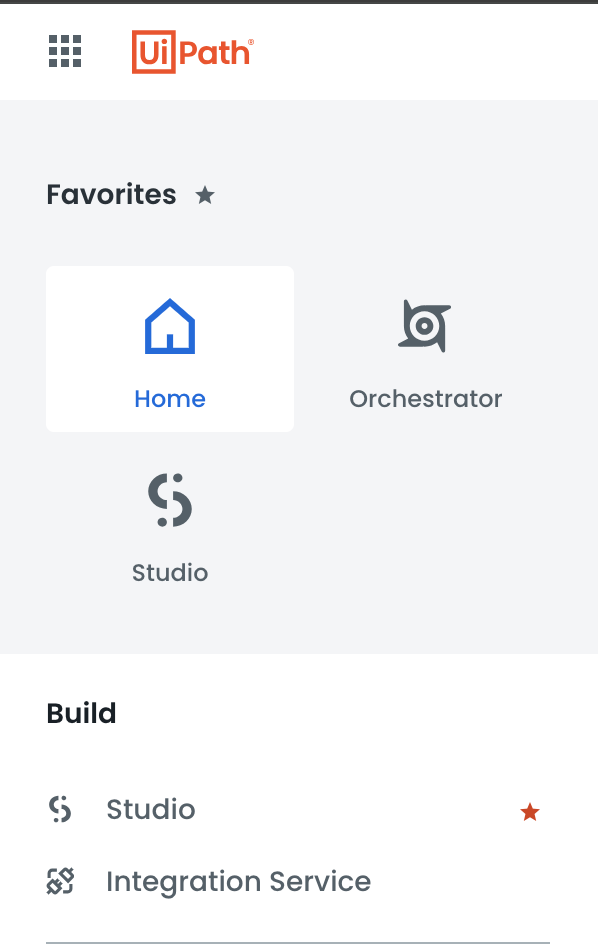 UiPath®
Favorites
Home
Orchestrator
Studio
Build
Studio
Integration Service